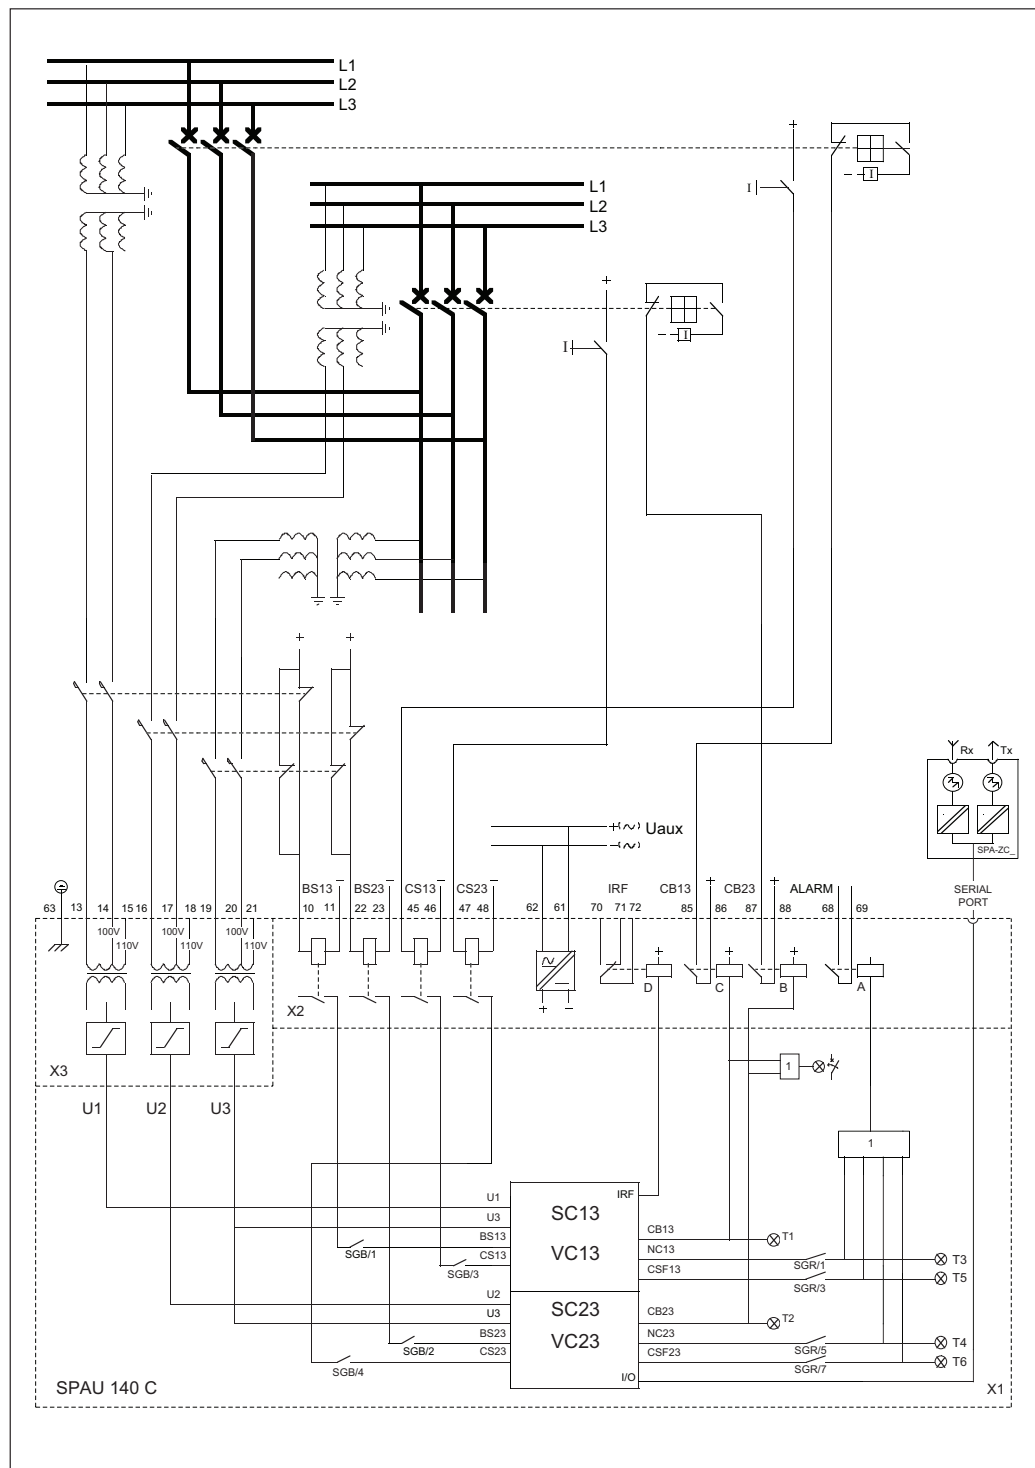 L1
L2
L3
+
I
I
L1
L2
L3
+
I
I
+ +
Rx Tx
+(~) Uaux
–(~)
SPA-ZC_
BS13 – BS23 – CS13 – CS23 –
IRF CB13 + CB23 + ALARM
SERIAL
PORT
63 13 14 15 16 17 18 19 20 21 10 11 22 23 45 46 47 48 62 61 70 71 72 85 86 87 88 68 69
100V 100V
110V 110V 110V
+ + +
+
+ –
D C B A
X2
X3
1
U1 U2 U3
1
U1
IRF
SC13
U3
BS13
CB13
T1
SGB/1
VC13
NC13
CS13
SGR/1
T3
SGB/3
CSF13
SGR/3
T5
U2
SC23
U3
CB23
T2
BS23
VC23
NC23
SGB/2
SGR/5
T4
CS23
CSF23
SGB/4
SGR/7
T6
I/O
SPAU 140 C
X1